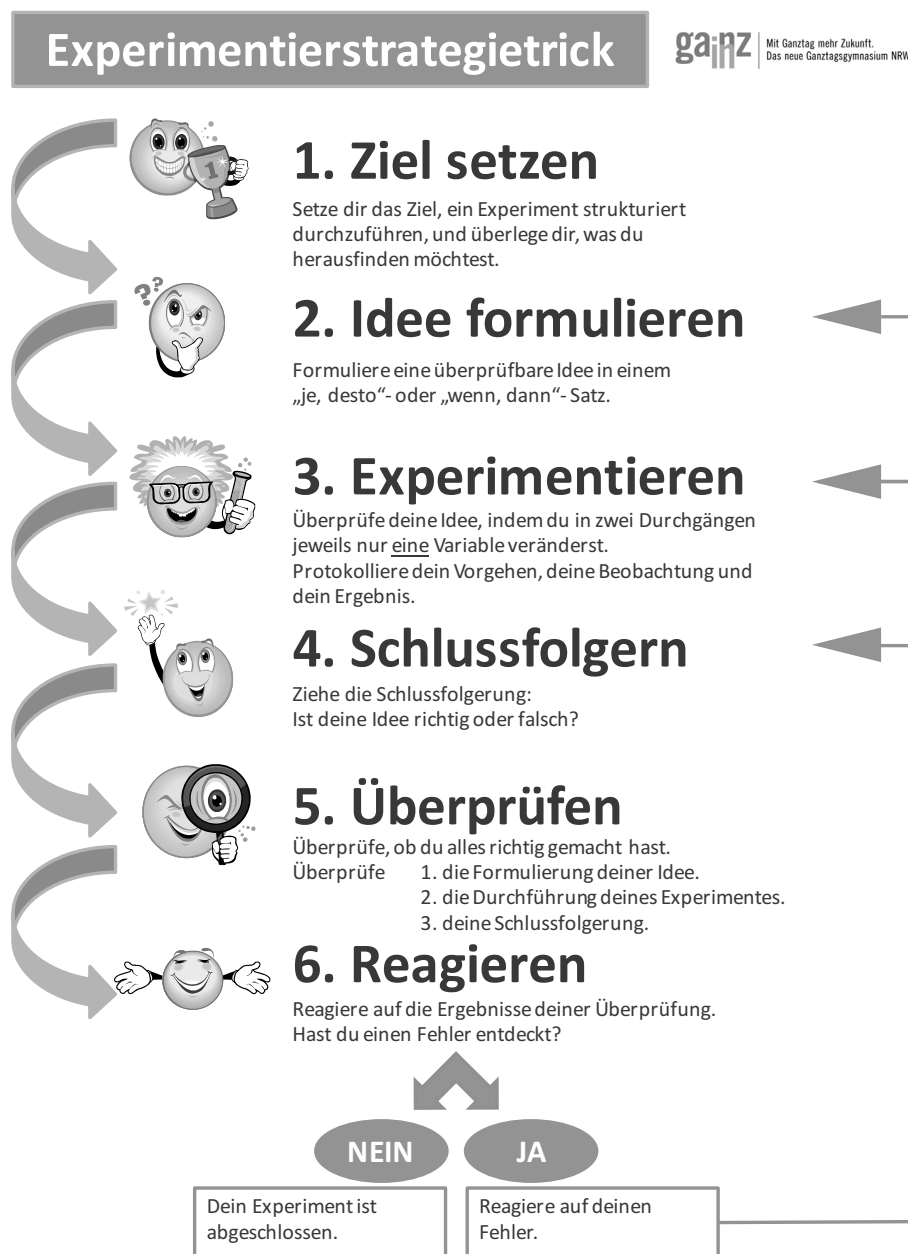 Experimentierstrategietrick
gainz
Mit Ganztag mehr Zukunft.
Das neue Ganztagsgymnasium NRW
1
1. Ziel setzen
Setze dir das Ziel, ein Experiment strukturiert
durchzuführen, und überlege dir, was du
herausfinden möchtest.
??
2. Idee formulieren
Formuliere eine überprüfbare Idee in einem
„je, desto“- oder „wenn, dann“- Satz.
3. Experimentieren
Überprüfe deine Idee, indem du in zwei Durchgängen
jeweils nur eine Variable veränderst.
Protokolliere dein Vorgehen, deine Beobachtung und
dein Ergebnis.
4. Schlussfolgern
Ziehe die Schlussfolgerung:
Ist deine Idee richtig oder falsch?
5. Überprüfen
Überprüfe, ob du alles richtig gemacht hast.
Überprüfe 1. die Formulierung deiner Idee.
2. die Durchführung deines Experimentes.
3. deine Schlussfolgerung.
6. Reagieren
Reagiere auf die Ergebnisse deiner Überprüfung.
Hast du einen Fehler entdeckt?
NEIN
JA
Dein Experiment ist
abgeschlossen.
Reagiere auf deinen
Fehler.